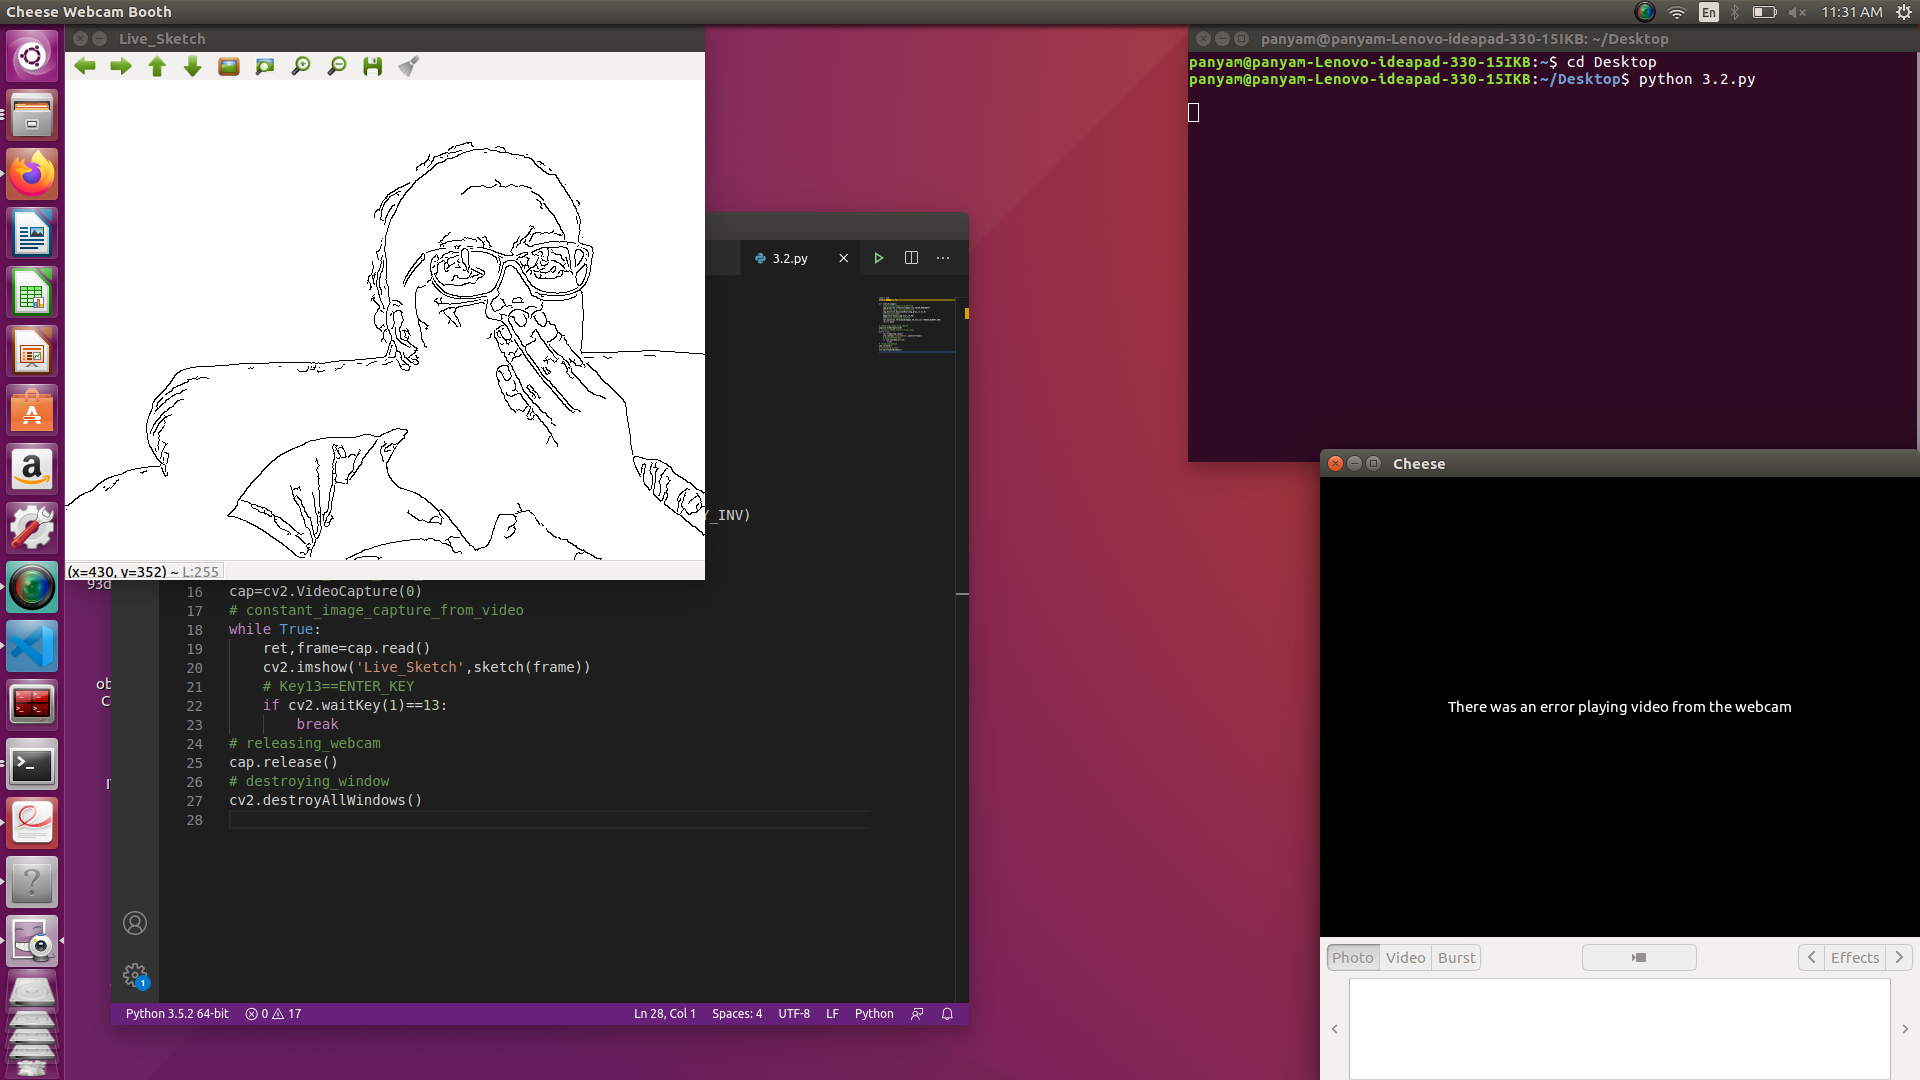 Cheese Webcam Booth
En
11:31 AM
Live_Sketch
(x=430, y=352) ~ L:255
panyam@panyam-Lenovo-ideapad-330-15IKB: ~/Desktop
panyam@panyam-Lenovo-ideapad-330-15IKB:~$ cd Desktop
panyam@panyam-Lenovo-ideapad-330-15IKB:~/Desktop$ python 3.2.py
3.2.py
_INV)
93d
ob
C
16 cap=cv2.VideoCapture(0)
17 # constant_image_capture_from_video
18 while True:
19 ret,frame=cap.read()
20 cv2.imshow('Live_Sketch',sketch(frame))
21 # Key13==ENTER_KEY
22 if cv2.waitKey(1)==13:
23 break
24 # releasing_webcam
25 cap.release()
26 # destroying_window
27 cv2.destroyAllWindows()
28
1
Python 3.5.2 64-bit 0 17 Ln 28, Col 1 Spaces: 4 UTF-8 LF Python
Cheese
There was an error playing video from the webcam
Photo Video Burst Effects